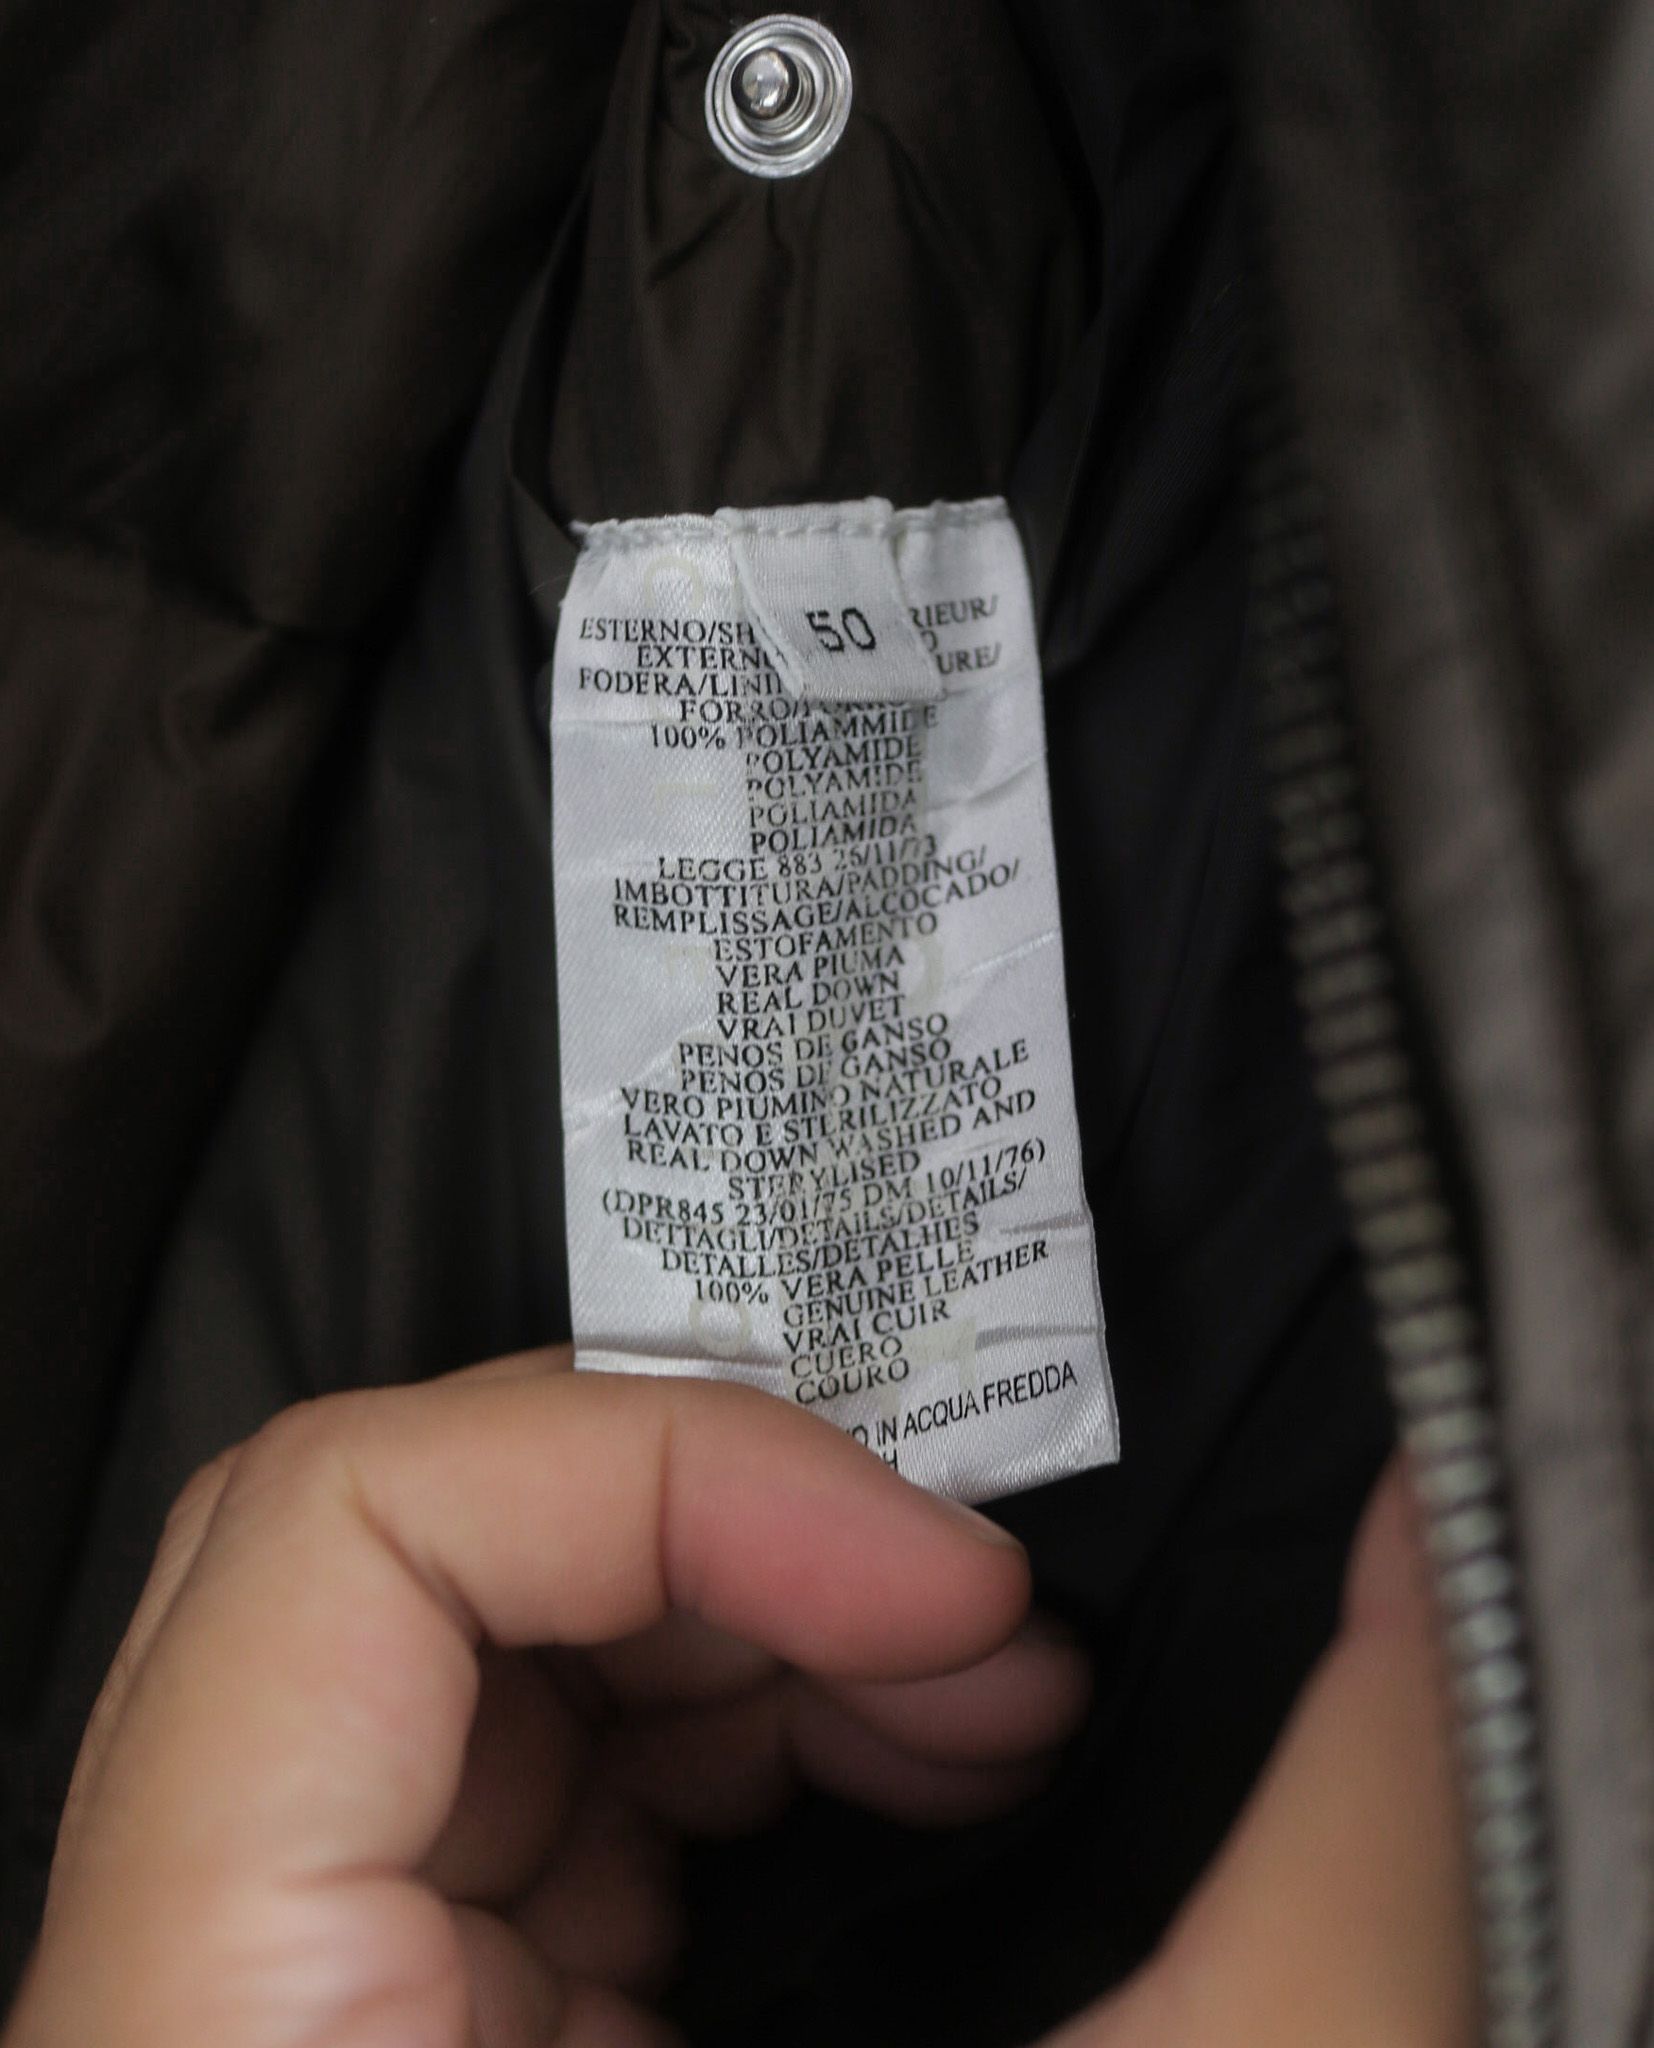 50
ESTERNO/SH RIEUR/
EXTERNO O
FODERA/LINI URE/
FORRO/FORRO
100% POLIAMMIDE
POLYAMIDE
POLYAMIDE
POLIAMIDA
POLIAMIDA
LEGGE 883 26/11/73
IMBOTTITURA/PADDING/
REMPLISSAGE/ALCOCADO/
ESTOFAMENTO
VERA PIUMA
REAL DOWN
VRAI DUVET
PENOS DE GANSO
PENOS DE GANSO
VERO PIUMINO NATURALE
LAVATO E STERILIZZATO
REAL DOWN WASHED AND
STERYLISED
(DPR845 23/01/75 DM 10/11/76)
DETTAGLI/DETAILS/DETAILS/
DETALLES/DETALHES
100% VERA PELLE
GENUINE LEATHER
VRAI CUIR
CUERO
COURO
IN ACQUA FREDDA